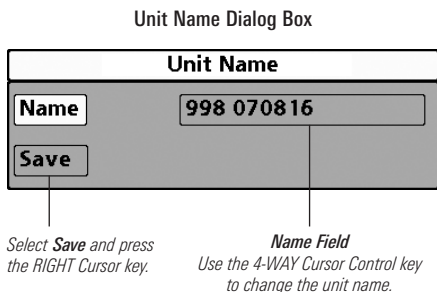 Unit Name Dialog Box
Unit Name
Name
998 070816
Save
Select Save and press
the RIGHT Cursor key.
Name Field
Use the 4-WAY Cursor Control key
to change the unit name.